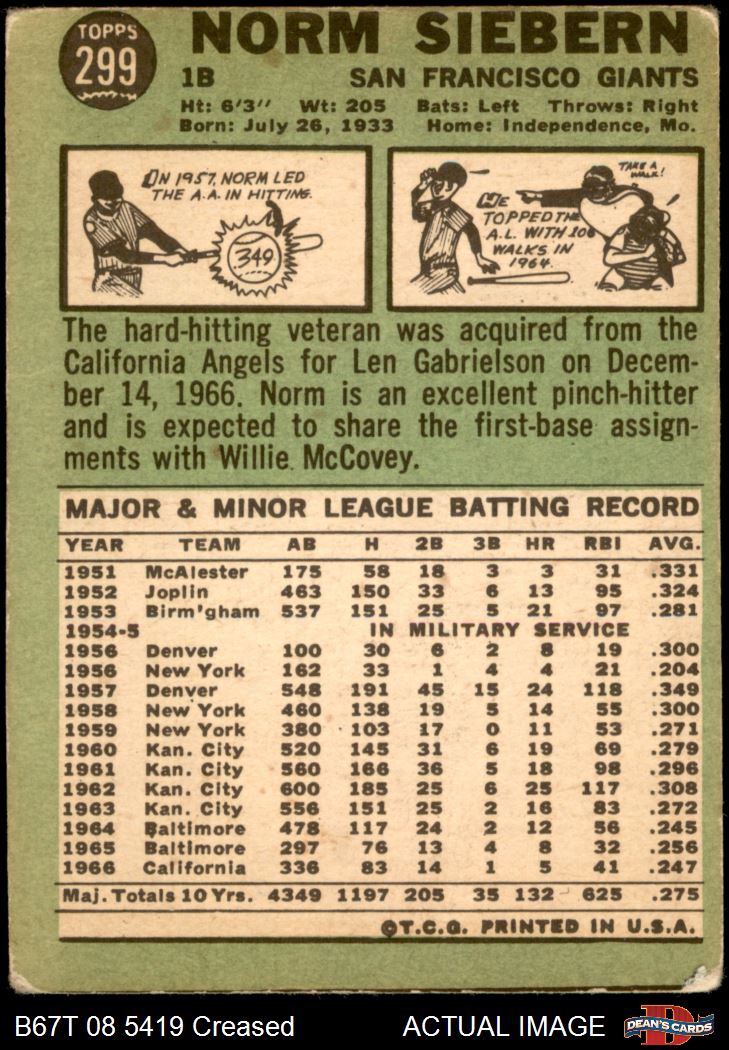 TOPPS
299
NORM SIEBERN
1B SAN FRANCISCO GIANTS
Ht: 6'3" Wt: 205 Bats: Left Throws: Right
Born: July 26, 1933 Home: Independence, Mo.
IN 1957, NORM LED
THE A.A. IN HITTING.
349
HE
TOPPED THE
A.L. WITH 106
WALKS IN
1964.
TAKE A
WALK!
The hard-hitting veteran was acquired from the
California Angels for Len Gabrielson on Decem-
ber 14, 1966. Norm is an excellent pinch-hitter
and is expected to share the first-base assign-
ments with Willie McCovey.
MAJOR & MINOR LEAGUE BATTING RECORD
YEAR TEAM AB H 2B 3B HR RBI AVG.
1951 McAlester 175 58 18 3 3 31 .331
1952 Joplin 463 150 33 6 13 95 .324
1953 Birm'gham 537 151 25 5 21 97 .281
1954-5 IN MILITARY SERVICE
1956 Denver 100 30 6 2 8 19 .300
1956 New York 162 33 1 4 4 21 .204
1957 Denver 548 191 45 15 24 118 .349
1958 New York 460 138 19 5 14 55 .300
1959 New York 380 103 17 0 11 53 .271
1960 Kan. City 520 145 31 6 19 69 .279
1961 Kan. City 560 166 36 5 18 98 .296
1962 Kan. City 600 185 25 6 25 117 .308
1963 Kan. City 556 151 25 2 16 83 .272
1964 Baltimore 478 117 24 2 12 56 .245
1965 Baltimore 297 76 13 4 8 32 .256
1966 California 336 83 14 1 5 41 .247
Maj. Totals 10 Yrs. 4349 1197 205 35 132 625 .275
©T.C.G. PRINTED IN U.S.A.
B67T 08 5419 Creased ACTUAL IMAGE
D
DEAN'S CARDS